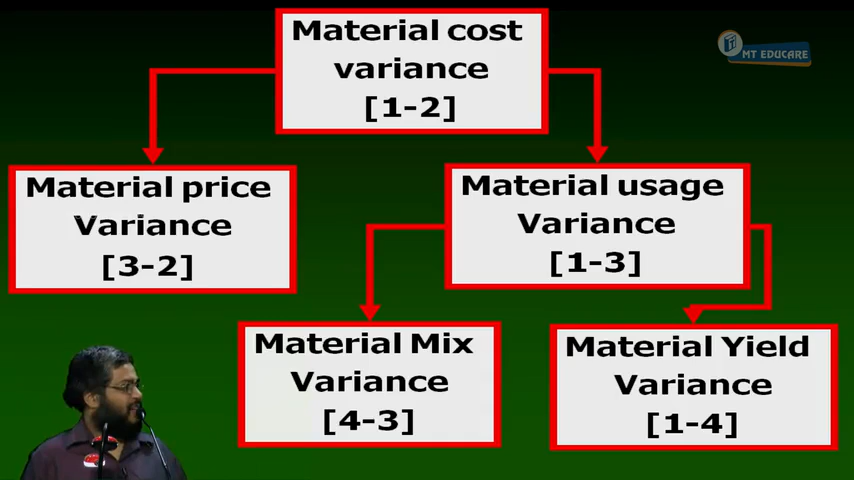 Material cost
variance
[1-2]
MT EDUCARE
Material price
Variance
[3-2]
Material usage
Variance
[1-3]
Material Mix
Variance
[4-3]
Material Yield
Variance
[1-4]